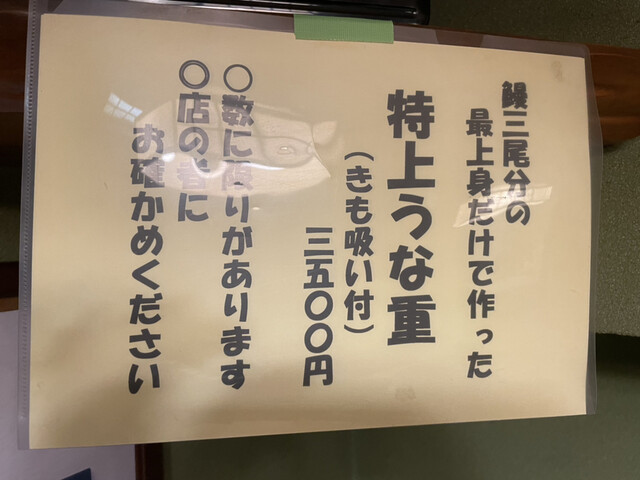 鰻三尾分の
最上身だけで作った
特上うな重
（きも吸い付）
三五〇〇円
〇数に限りがあります
〇店の者に
お確かめください